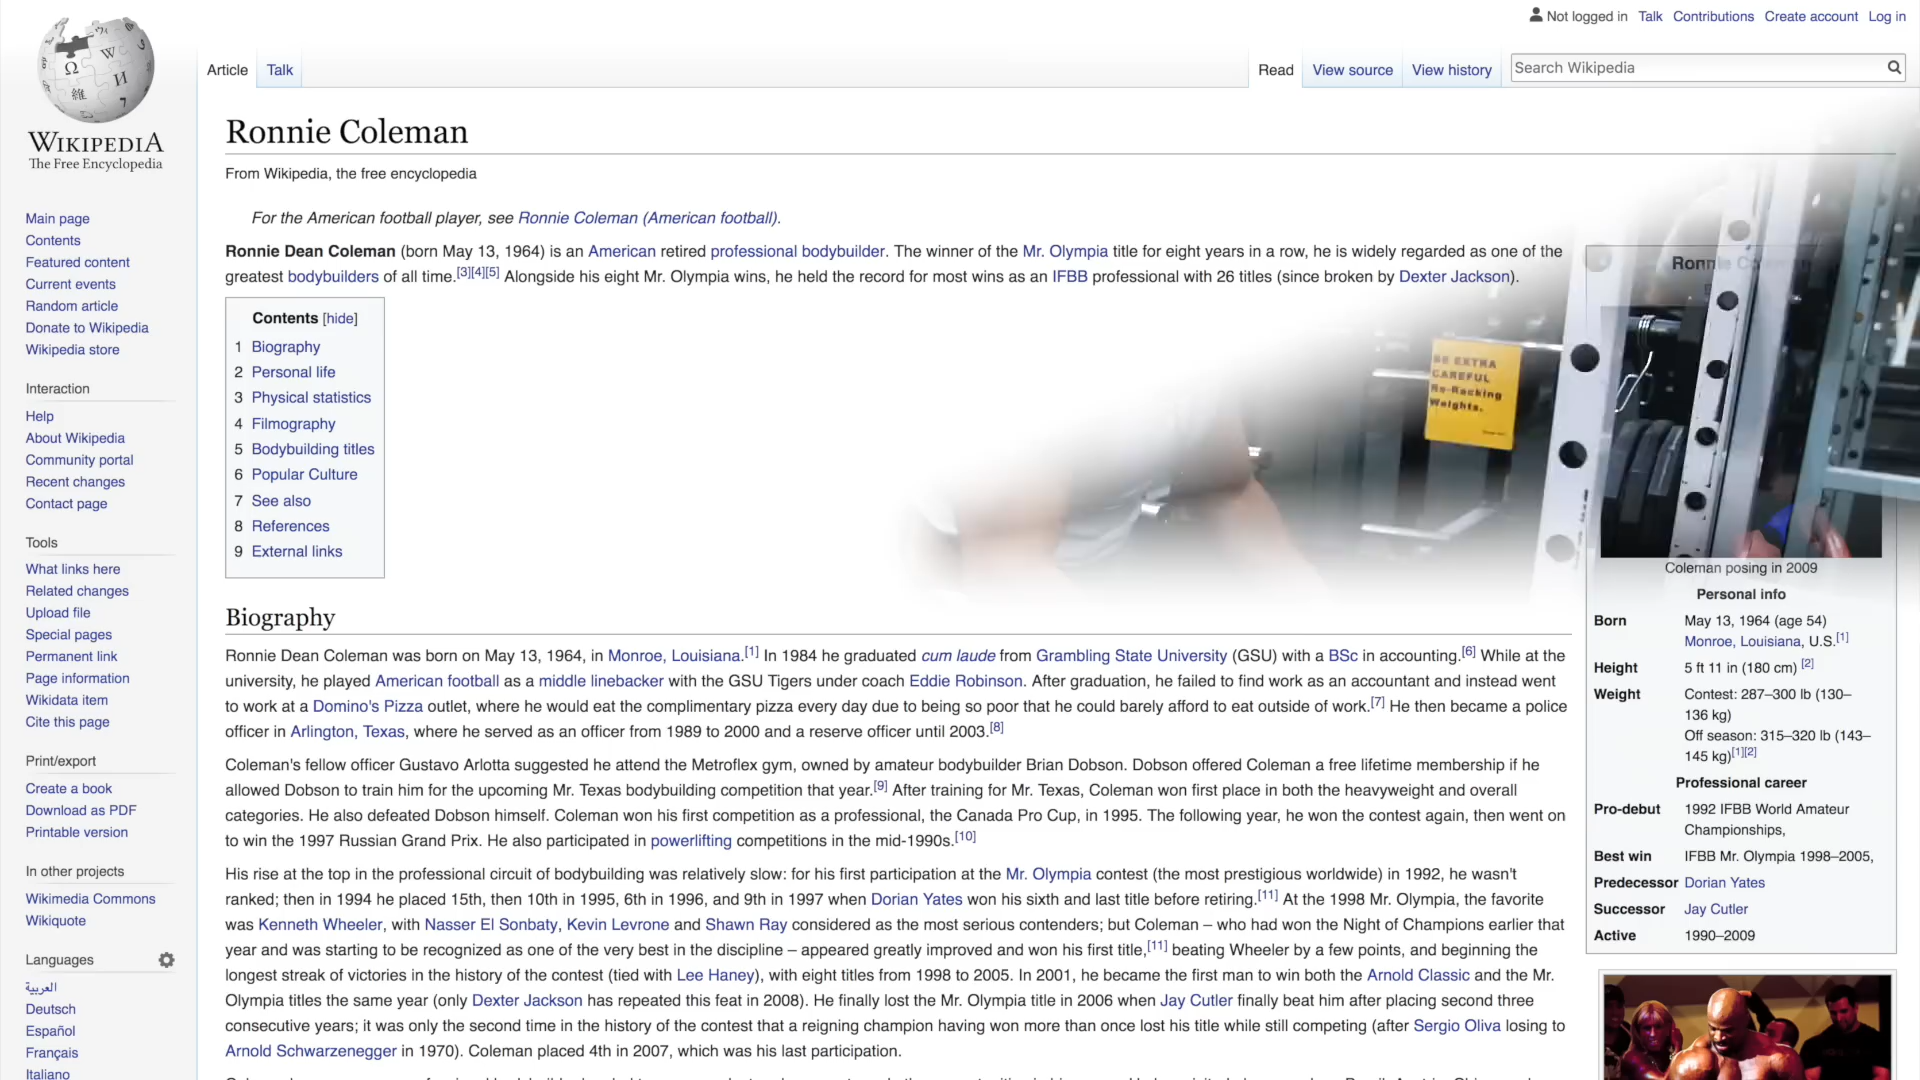 Not logged in Talk Contributions Create account Log in
Article Talk
Read View source View history Search Wikipedia
WIKIPEDIA
The Free Encyclopedia
Main page
Contents
Featured content
Current events
Random article
Donate to Wikipedia
Wikipedia store
Interaction
Help
About Wikipedia
Community portal
Recent changes
Contact page
Tools
What links here
Related changes
Upload file
Special pages
Permanent link
Page information
Wikidata item
Cite this page
Print/export
Create a book
Download as PDF
Printable version
In other projects
Wikimedia Commons
Wikiquote
Languages
العربية
Deutsch
Español
Français
Italiano
Ronnie Coleman
From Wikipedia, the free encyclopedia
For the American football player, see Ronnie Coleman (American football).
Ronnie Dean Coleman (born May 13, 1964) is an American retired professional bodybuilder. The winner of the Mr. Olympia title for eight years in a row, he is widely regarded as one of the
greatest bodybuilders of all time.[3][4][5] Alongside his eight Mr. Olympia wins, he held the record for most wins as an IFBB professional with 26 titles (since broken by Dexter Jackson).
Contents [hide]
1 Biography
2 Personal life
3 Physical statistics
4 Filmography
5 Bodybuilding titles
6 Popular Culture
7 See also
8 References
9 External links
BE EXTRA
CAREFUL
Re-Racking
Weights.
Biography
Ronnie Dean Coleman was born on May 13, 1964, in Monroe, Louisiana.[1] In 1984 he graduated cum laude from Grambling State University (GSU) with a BSc in accounting.[6] While at the
university, he played American football as a middle linebacker with the GSU Tigers under coach Eddie Robinson. After graduation, he failed to find work as an accountant and instead went
to work at a Domino's Pizza outlet, where he would eat the complimentary pizza every day due to being so poor that he could barely afford to eat outside of work.[7] He then became a police
officer in Arlington, Texas, where he served as an officer from 1989 to 2000 and a reserve officer until 2003.[8]
Coleman's fellow officer Gustavo Arlotta suggested he attend the Metroflex gym, owned by amateur bodybuilder Brian Dobson. Dobson offered Coleman a free lifetime membership if he
allowed Dobson to train him for the upcoming Mr. Texas bodybuilding competition that year.[9] After training for Mr. Texas, Coleman won first place in both the heavyweight and overall
categories. He also defeated Dobson himself. Coleman won his first competition as a professional, the Canada Pro Cup, in 1995. The following year, he won the contest again, then went on
to win the 1997 Russian Grand Prix. He also participated in powerlifting competitions in the mid-1990s.[10]
His rise at the top in the professional circuit of bodybuilding was relatively slow: for his first participation at the Mr. Olympia contest (the most prestigious worldwide) in 1992, he wasn't
ranked; then in 1994 he placed 15th, then 10th in 1995, 6th in 1996, and 9th in 1997 when Dorian Yates won his sixth and last title before retiring.[11] At the 1998 Mr. Olympia, the favorite
was Kenneth Wheeler, with Nasser El Sonbaty, Kevin Levrone and Shawn Ray considered as the most serious contenders; but Coleman – who had won the Night of Champions earlier that
year and was starting to be recognized as one of the very best in the discipline – appeared greatly improved and won his first title,[11] beating Wheeler by a few points, and beginning the
longest streak of victories in the history of the contest (tied with Lee Haney), with eight titles from 1998 to 2005. In 2001, he became the first man to win both the Arnold Classic and the Mr.
Olympia titles the same year (only Dexter Jackson has repeated this feat in 2008). He finally lost the Mr. Olympia title in 2006 when Jay Cutler finally beat him after placing second three
consecutive years; it was only the second time in the history of the contest that a reigning champion having won more than once lost his title while still competing (after Sergio Oliva losing to
Arnold Schwarzenegger in 1970). Coleman placed 4th in 2007, which was his last participation.
Coleman posing in 2009
Personal info
Born May 13, 1964 (age 54)
Monroe, Louisiana, U.S.[1]
Height 5 ft 11 in (180 cm) [2]
Weight Contest: 287–300 lb (130–
136 kg)
Off season: 315–320 lb (143–
145 kg)[1][2]
Professional career
Pro-debut 1992 IFBB World Amateur
Championships,
Best win IFBB Mr. Olympia 1998–2005,
Predecessor Dorian Yates
Successor Jay Cutler
Active 1990–2009